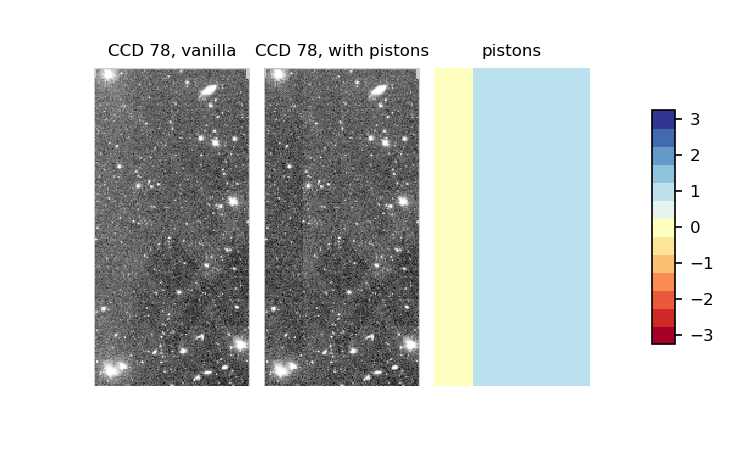 CCD 78, vanilla
CCD 78, with pistons
pistons
3
2
1
0
−1
−2
−3